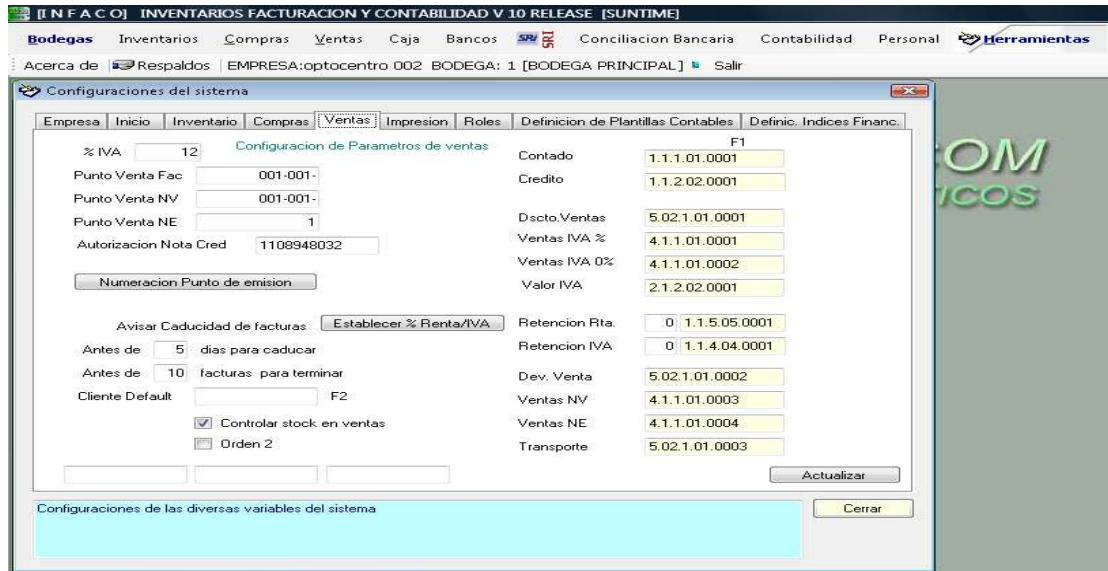 [I N F A C O] INVENTARIOS FACTURACION Y CONTABILIDAD V 10 RELEASE [SUNTIME]
Bodegas Inventarios Compras Ventas Caja Bancos SRI SRI Conciliacion Bancaria Contabilidad Personal Herramientas
Acerca de Respaldos EMPRESA:optocentro 002 BODEGA: 1 [BODEGA PRINCIPAL] Salir
Configuraciones del sistema
Empresa Inicio Inventario Compras Ventas Impresion Roles Definicion de Plantillas Contables Definic. Indices Financ.
Configuracion de Parametros de ventas
% IVA 12
Punto Venta Fac 001-001-
Punto Venta NV 001-001-
Punto Venta NE 1
Autorizacion Nota Cred 1108948032
Numeracion Punto de emision
Avisar Caducidad de facturas Establecer % Renta/IVA
Antes de 5 dias para caducar
Antes de 10 facturas para terminar
Cliente Default F2
Controlar stock en ventas
Orden 2
F1
Contado 1.1.1.01.0001
Credito 1.1.2.02.0001
Dscto.Ventas 5.02.1.01.0001
Ventas IVA % 4.1.1.01.0001
Ventas IVA 0% 4.1.1.01.0002
Valor IVA 2.1.2.02.0001
Retencion Rta. 0 1.1.5.05.0001
Retencion IVA 0 1.1.4.04.0001
Dev. Venta 5.02.1.01.0002
Ventas NV 4.1.1.01.0003
Ventas NE 4.1.1.01.0004
Transporte 5.02.1.01.0003
Actualizar
Configuraciones de las diversas variables del sistema
Cerrar
COM
TICOS